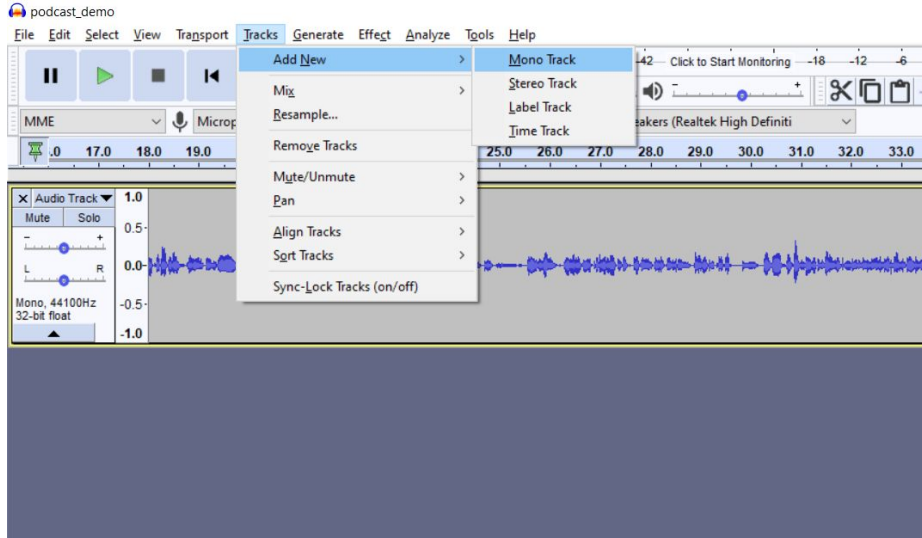 podcast_demo
File Edit Select View Transport Tracks Generate Effect Analyze Tools Help
Add New
Mono Track
Stereo Track
Label Track
Time Track
Mix
Resample...
Remove Tracks
Mute/Unmute
Pan
Align Tracks
Sort Tracks
Sync-Lock Tracks (on/off)
-42 Click to Start Monitoring -18 -12 -6
- +
MME
(Realtek High Definiti
.0 17.0 18.0 19.0 25.0 26.0 27.0 28.0 29.0 30.0 31.0 32.0 33.0
X Audio Track 1.0
Mute Solo
0.5-
- +
0.0-
L R
Mono, 44100Hz
-0.5-
32-bit float
-1.0